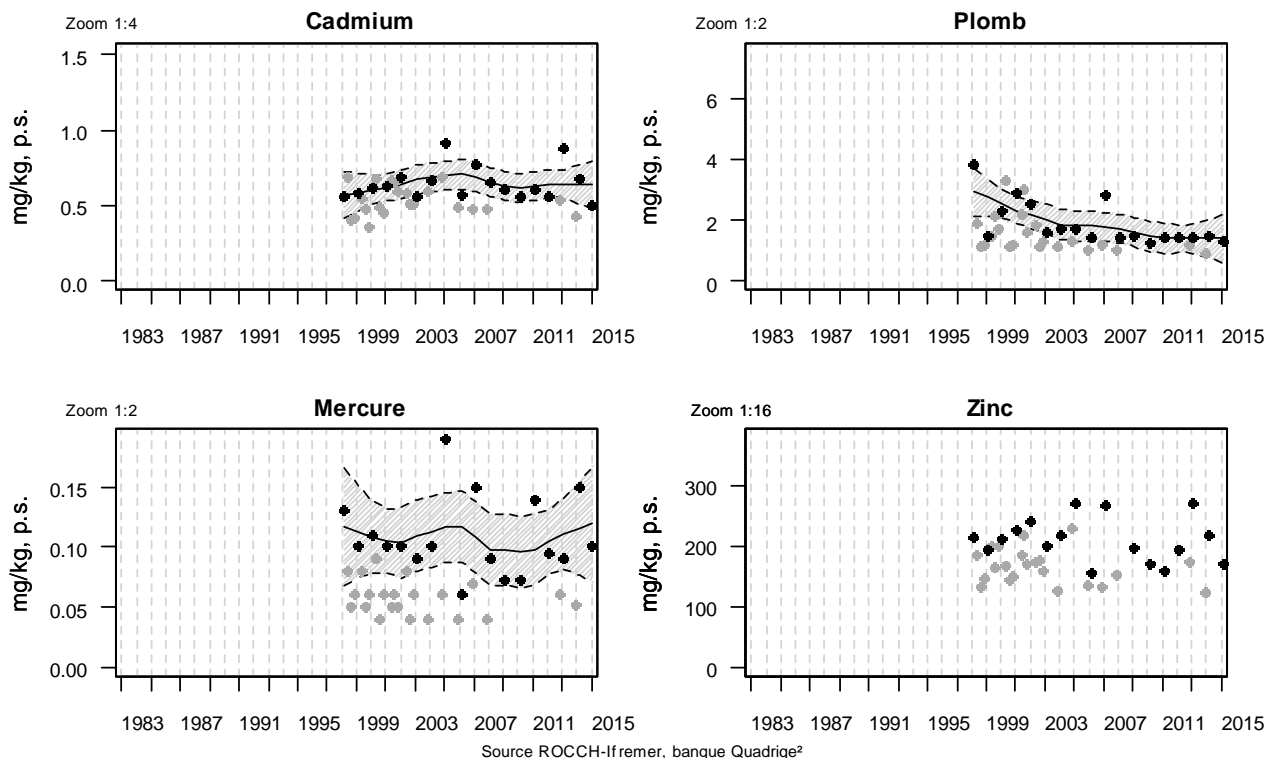 Zoom 1:4
Cadmium
mg/kg, p.s.
1.5
1.0
0.5
0.0
1983 1987 1991 1995 1999 2003 2007 2011 2015
Zoom 1:2
Plomb
mg/kg, p.s.
6
4
2
0
1983 1987 1991 1995 1999 2003 2007 2011 2015
Zoom 1:2
Mercure
mg/kg, p.s.
0.15
0.10
0.05
0.00
1983 1987 1991 1995 1999 2003 2007 2011 2015
Zoom 1:16
Zinc
mg/kg, p.s.
300
200
100
0
1983 1987 1991 1995 1999 2003 2007 2011 2015
Source ROCCH-Ifremer, banque Quadrige²